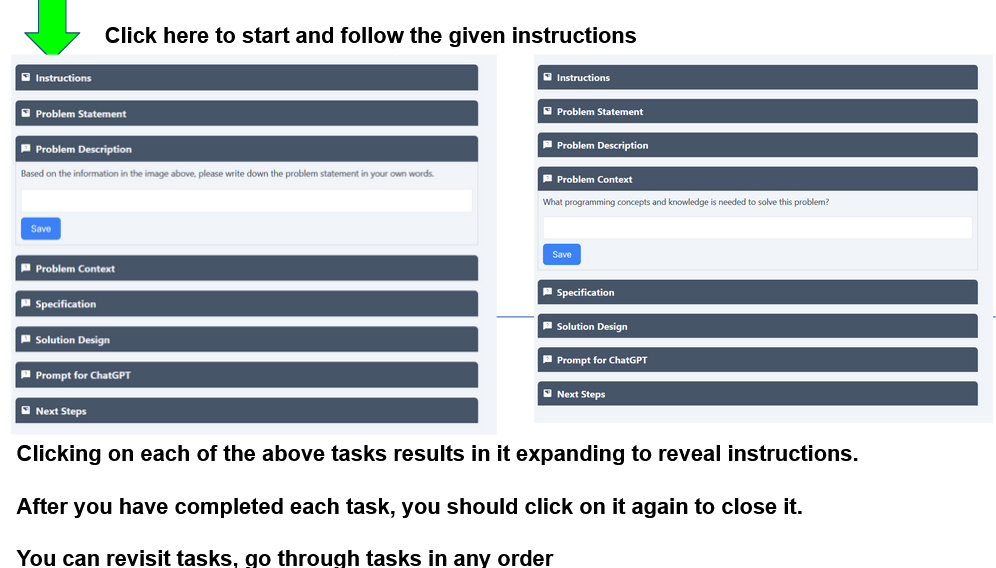 Click here to start and follow the given instructions
Instructions
Problem Statement
Problem Description
Based on the information in the image above, please write down the problem statement in your own words.
Save
Problem Context
Specification
Solution Design
Prompt for ChatGPT
Next Steps
Instructions
Problem Statement
Problem Description
Problem Context
What programming concepts and knowledge is needed to solve this problem?
Save
Specification
Solution Design
Prompt for ChatGPT
Next Steps
Clicking on each of the above tasks results in it expanding to reveal instructions.
After you have completed each task, you should click on it again to close it.
You can revisit tasks, go through tasks in any order